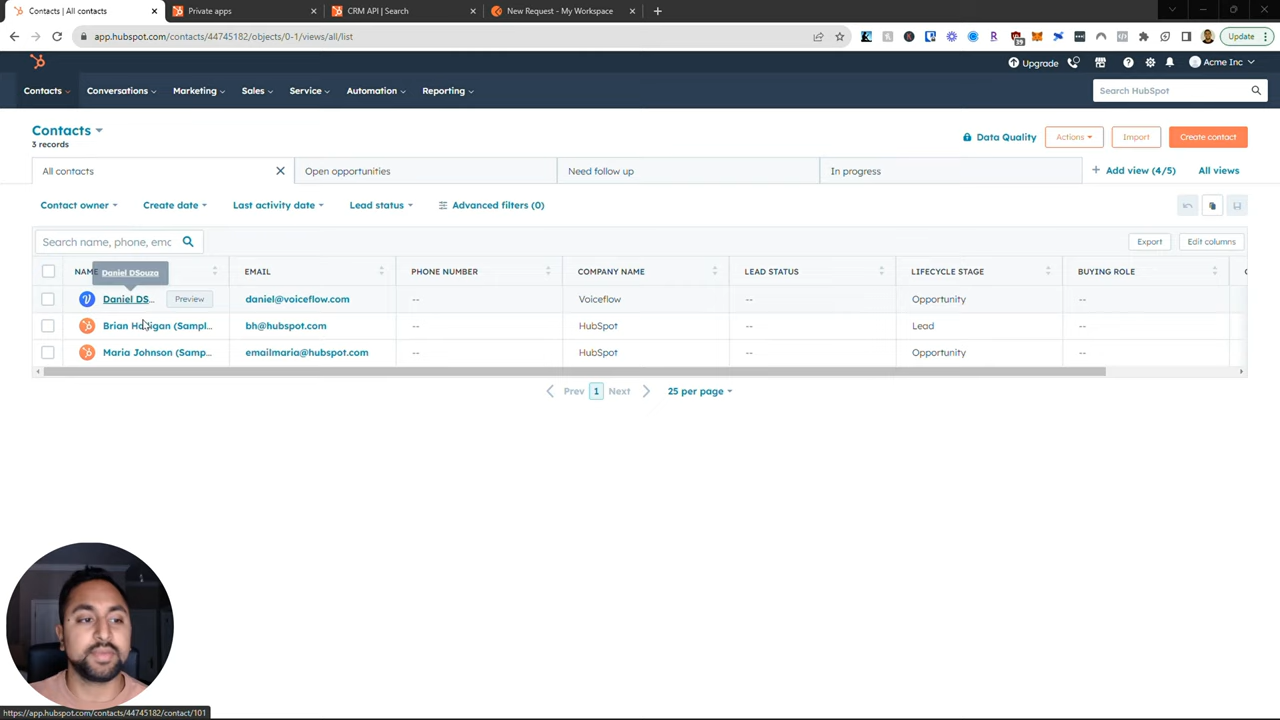 Contacts | All contacts
Private apps
CRM API | Search
New Request - My Workspace
app.hubspot.com/contacts/44745182/objects/0-1/views/all/list
Update
Upgrade
Acme Inc
Contacts
Conversations
Marketing
Sales
Service
Automation
Reporting
Search HubSpot
Contacts
3 records
Data Quality
Actions
Import
Create contact
All contacts
Open opportunities
Need follow up
In progress
Add view (4/5)
All views
Contact owner
Create date
Last activity date
Lead status
Advanced filters (0)
Search name, phone, emc
Export
Edit columns
Daniel DSouza
NAME
EMAIL
PHONE NUMBER
COMPANY NAME
LEAD STATUS
LIFECYCLE STAGE
BUYING ROLE
Daniel DS...
Preview
daniel@voiceflow.com
--
Voiceflow
--
Opportunity
--
Brian Halligan (Sampl...
bh@hubspot.com
--
HubSpot
--
Lead
--
Maria Johnson (Samp...
emailmaria@hubspot.com
--
HubSpot
--
Opportunity
--
Prev
1
Next
25 per page
https://app.hubspot.com/contacts/44745182/contact/101